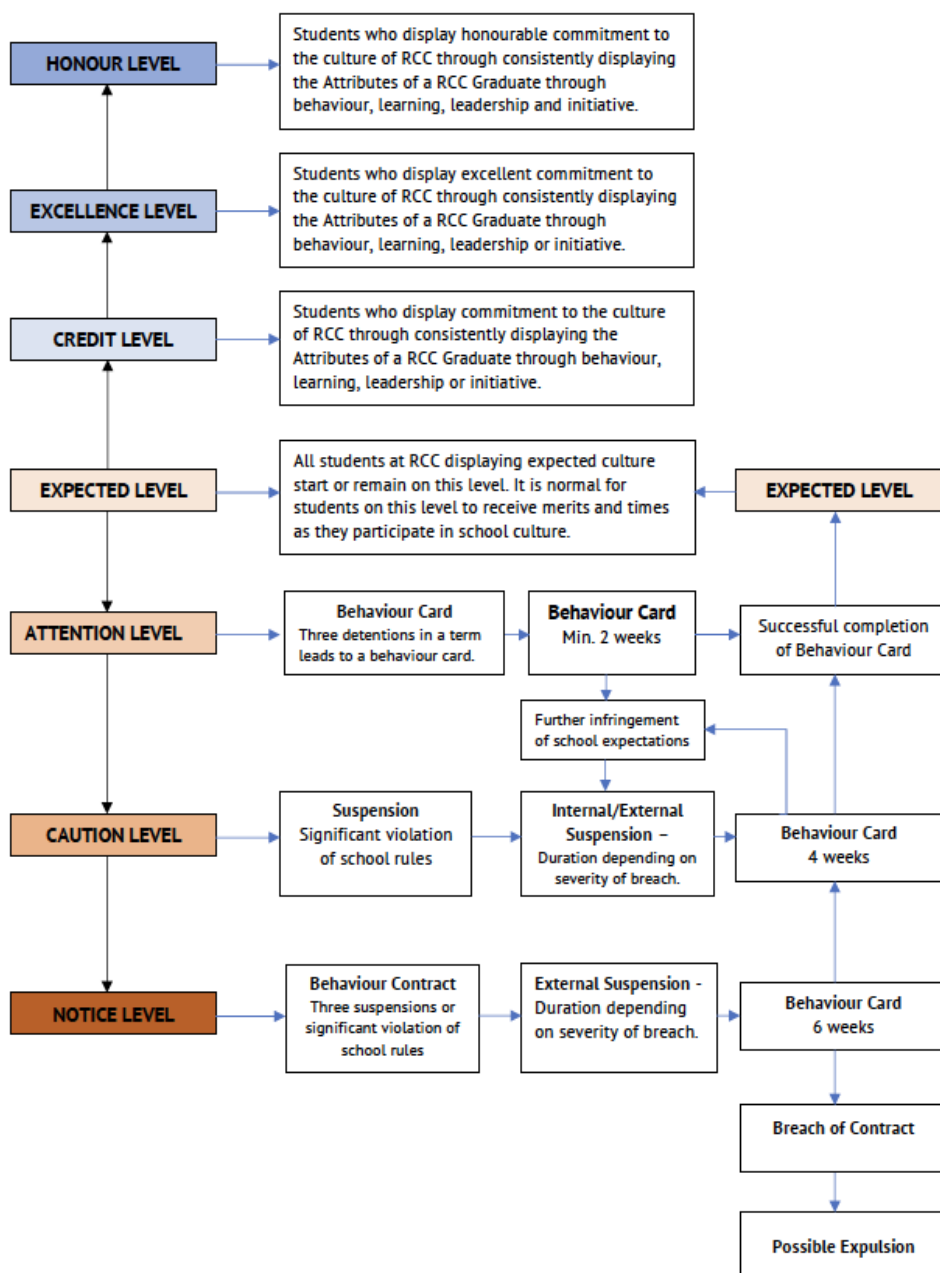 HONOUR LEVEL
Students who display honourable commitment to
the culture of RCC through consistently displaying
the Attributes of a RCC Graduate through
behaviour, learning, leadership and initiative.
EXCELLENCE LEVEL
Students who display excellent commitment to
the culture of RCC through consistently displaying
the Attributes of a RCC Graduate through
behaviour, learning, leadership or initiative.
CREDIT LEVEL
Students who display commitment to the culture
of RCC through consistently displaying the
Attributes of a RCC Graduate through behaviour,
learning, leadership or initiative.
EXPECTED LEVEL
All students at RCC displaying expected culture
start or remain on this level. It is normal for
students on this level to receive merits and times
as they participate in school culture.
EXPECTED LEVEL
ATTENTION LEVEL
Behaviour Card
Three detentions in a term
leads to a behaviour card.
Behaviour Card
Min. 2 weeks
Successful completion
of Behaviour Card
Further infringement
of school expectations
CAUTION LEVEL
Suspension
Significant violation
of school rules
Internal/External
Suspension –
Duration depending on
severity of breach.
Behaviour Card
4 weeks
NOTICE LEVEL
Behaviour Contract
Three suspensions or
significant violation of
school rules
External Suspension -
Duration depending
on severity of breach.
Behaviour Card
6 weeks
Breach of Contract
Possible Expulsion